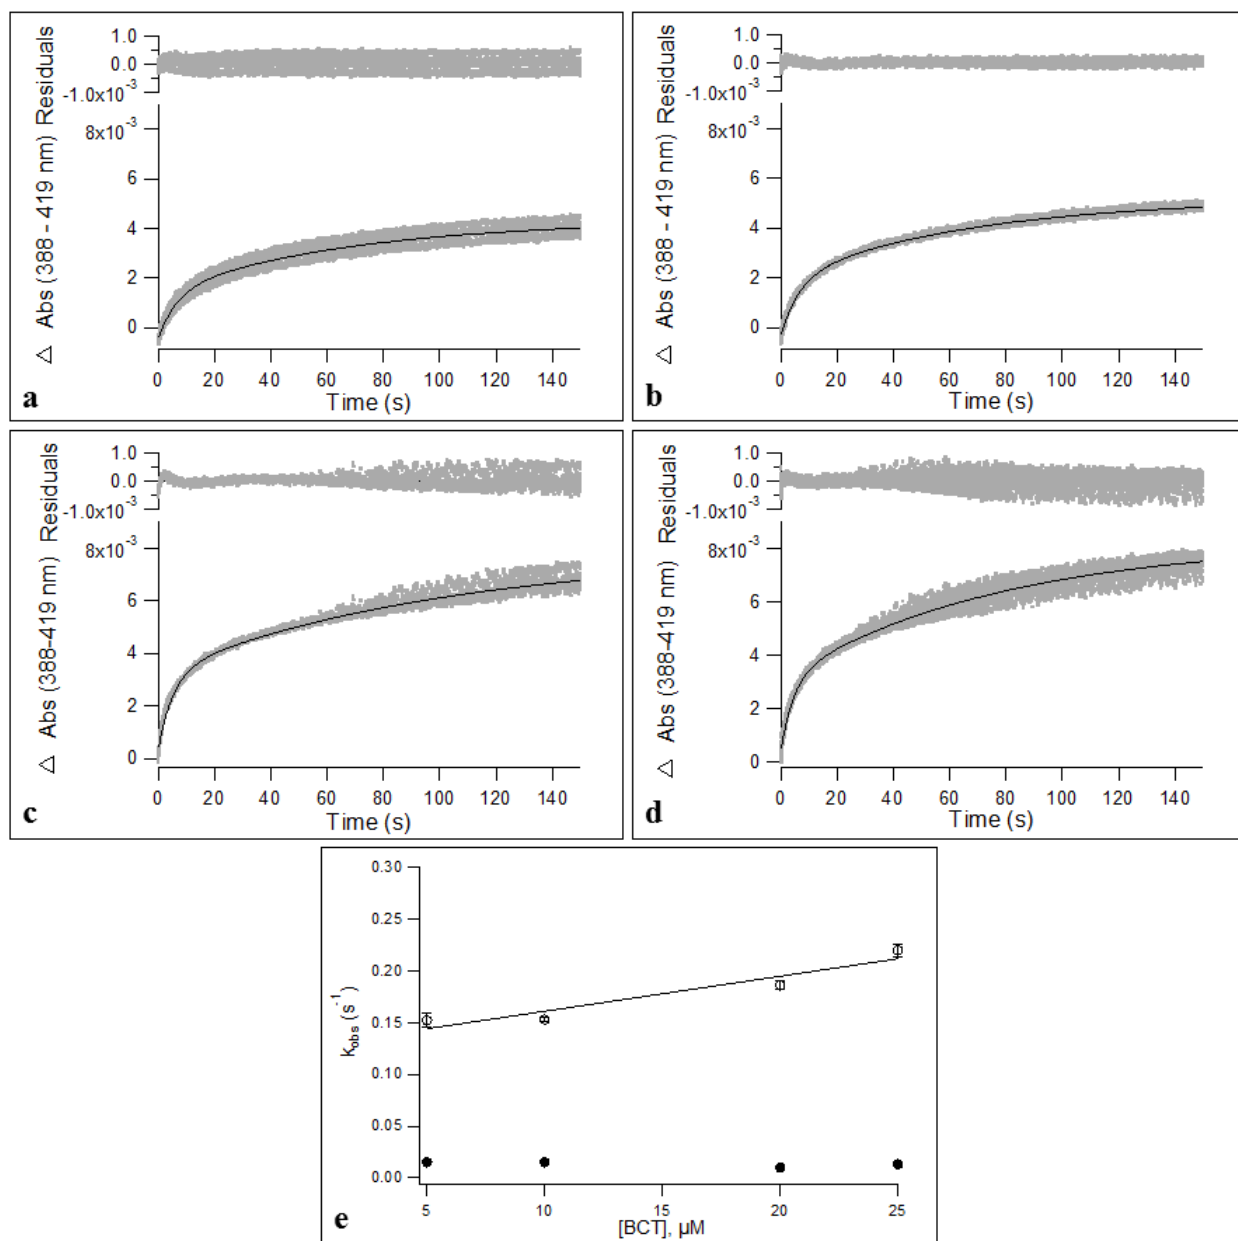 Δ Abs (388 - 419 nm) Residuals
1.0
0.0
-1.0x10-3
8x10-3
6
4
2
0
0 20 40 60 80 100 120 140
Time (s)
a
Δ Abs (388 - 419 nm) Residuals
1.0
0.0
-1.0x10-3
8x10-3
6
4
2
0
0 20 40 60 80 100 120 140
Time (s)
b
Δ Abs (388-419 nm) Residuals
1.0
0.0
-1.0x10-3
8x10-3
6
4
2
0
0 20 40 60 80 100 120 140
Time (s)
c
Δ Abs (388-419 nm) Residuals
1.0
0.0
-1.0x10-3
8x10-3
6
4
2
0
0 20 40 60 80 100 120 140
Time (s)
d
kobs (s-1)
0.30
0.25
0.20
0.15
0.10
0.05
0.00
5 10 15 20 25
[BCT], µM
e